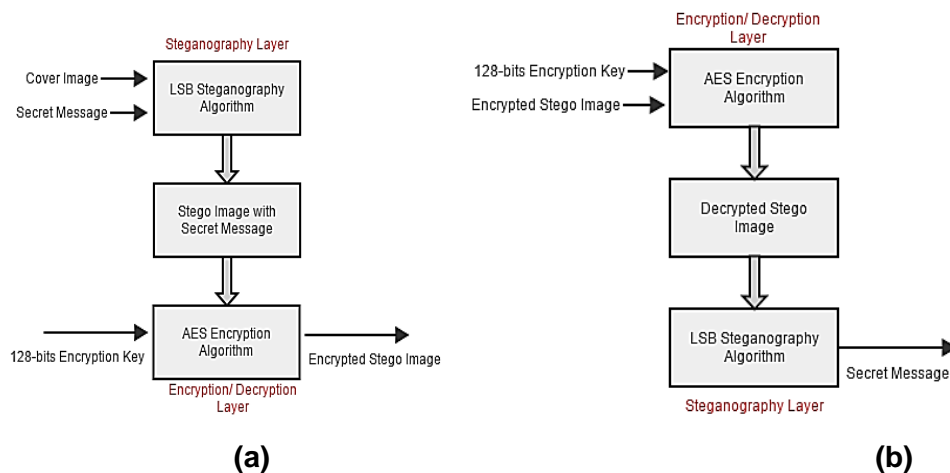 Steganography Layer
Cover Image
Secret Message
LSB Steganography
Algorithm
Stego Image with
Secret Message
128-bits Encryption Key
AES Encryption
Algorithm
Encrypted Stego Image
Encryption/ Decryption
Layer
(a)
Encryption/ Decryption
Layer
128-bits Encryption Key
Encrypted Stego Image
AES Encryption
Algorithm
Decrypted Stego
Image
LSB Steganography
Algorithm
Secret Message
Steganography Layer
(b)